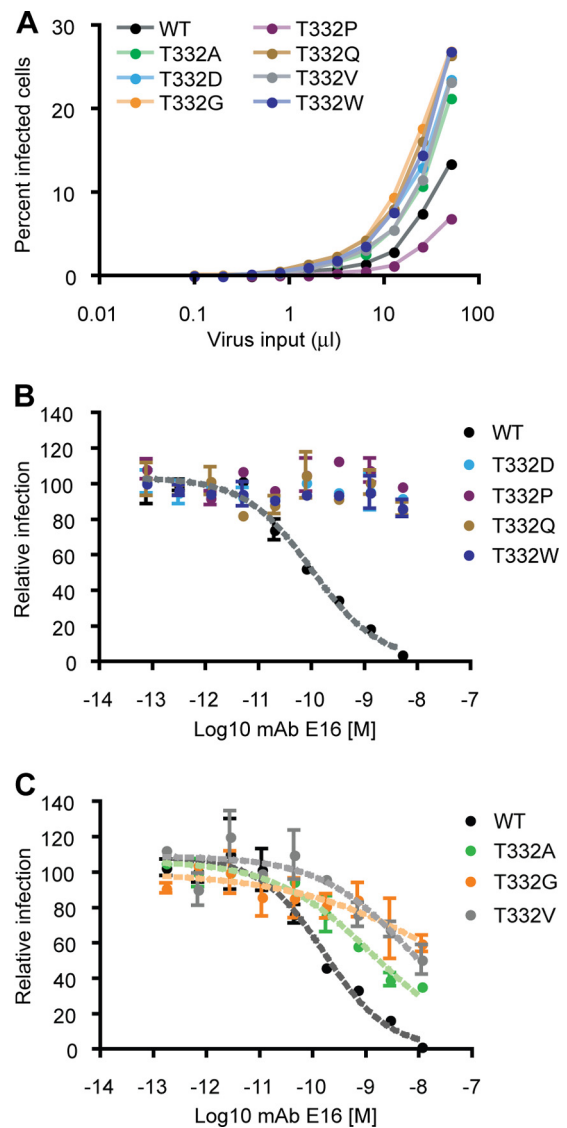 A
WT
T332A
T332D
T332G
T332P
T332Q
T332V
T332W
Percent infected cells
30
20
10
0
0.01 0.1 1 10 100
Virus input (µl)
B
Relative infection
140
120
100
80
60
40
20
0
-14 -13 -12 -11 -10 -9 -8 -7
Log10 mAb E16 [M]
WT
T332D
T332P
T332Q
T332W
C
Relative infection
140
120
100
80
60
40
20
0
-14 -13 -12 -11 -10 -9 -8 -7
Log10 mAb E16 [M]
WT
T332A
T332G
T332V